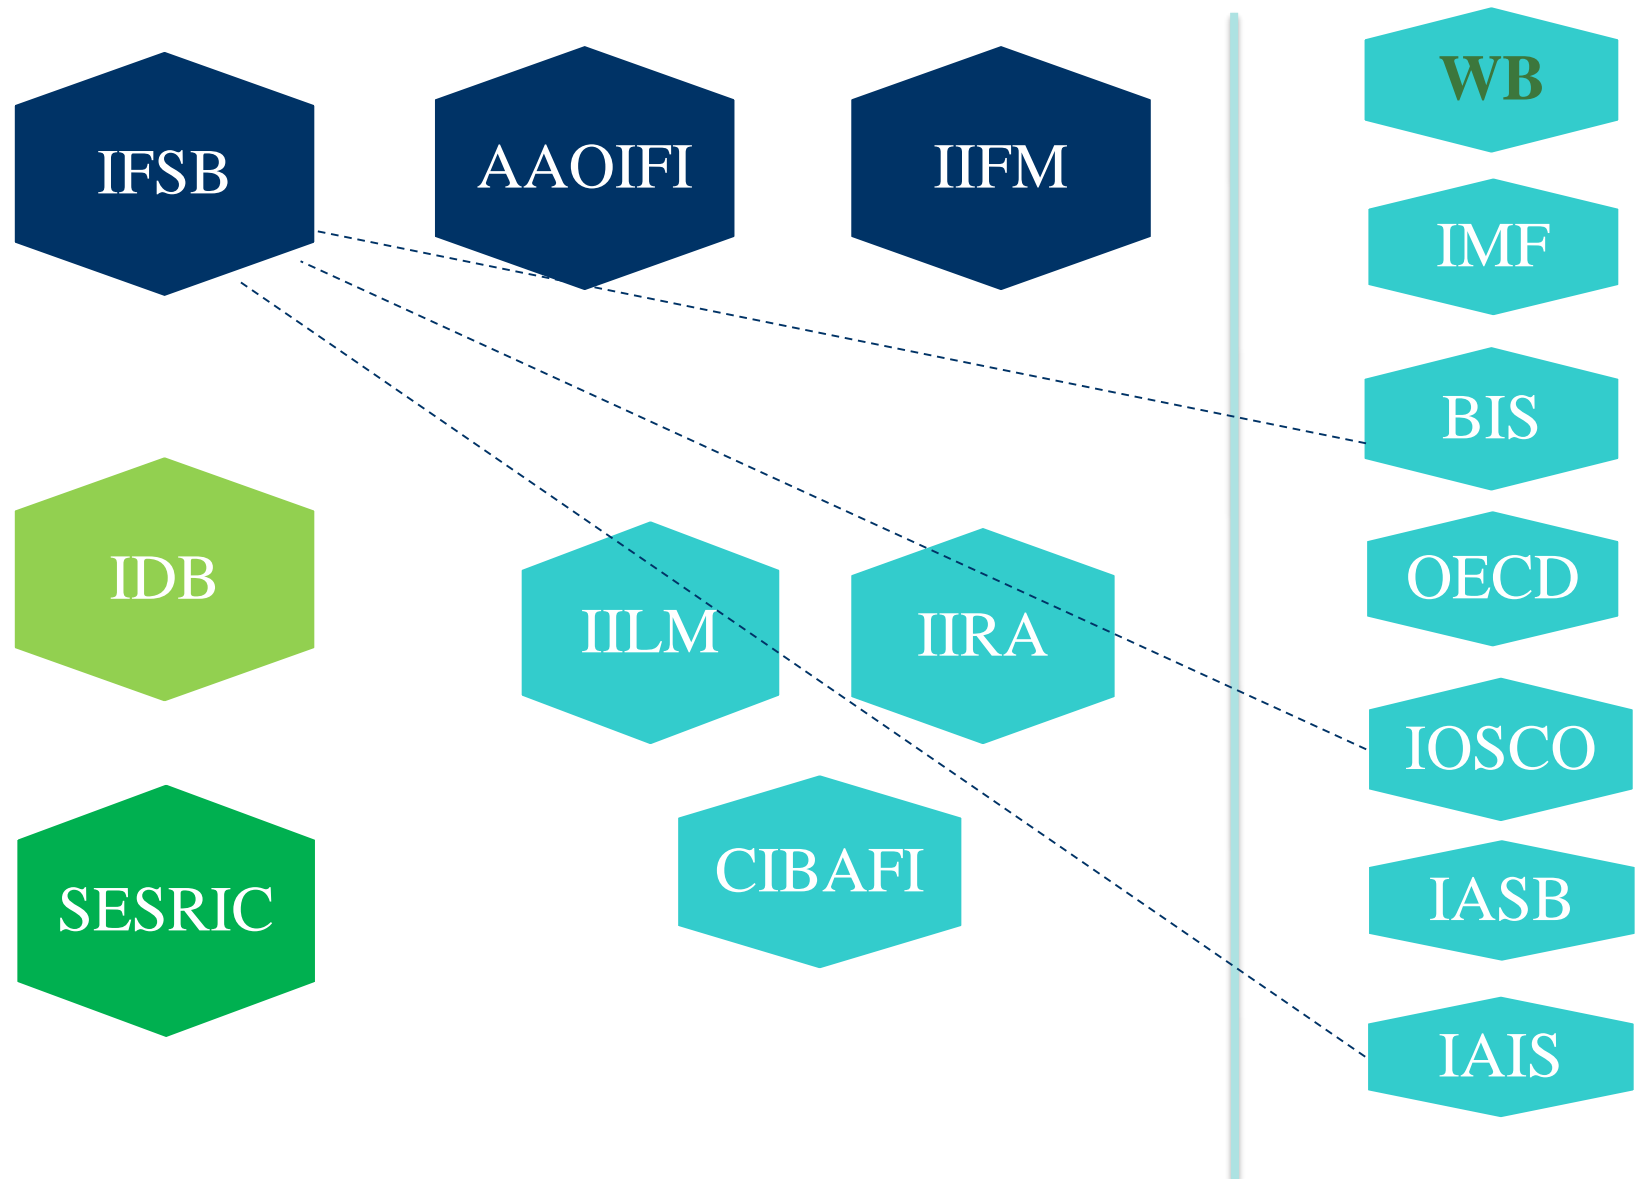 IFSB
AAOIFI
IIFM
IDB
IILM
IIRA
SESRIC
CIBAFI
WB
IMF
BIS
OECD
IOSCO
IASB
IAIS